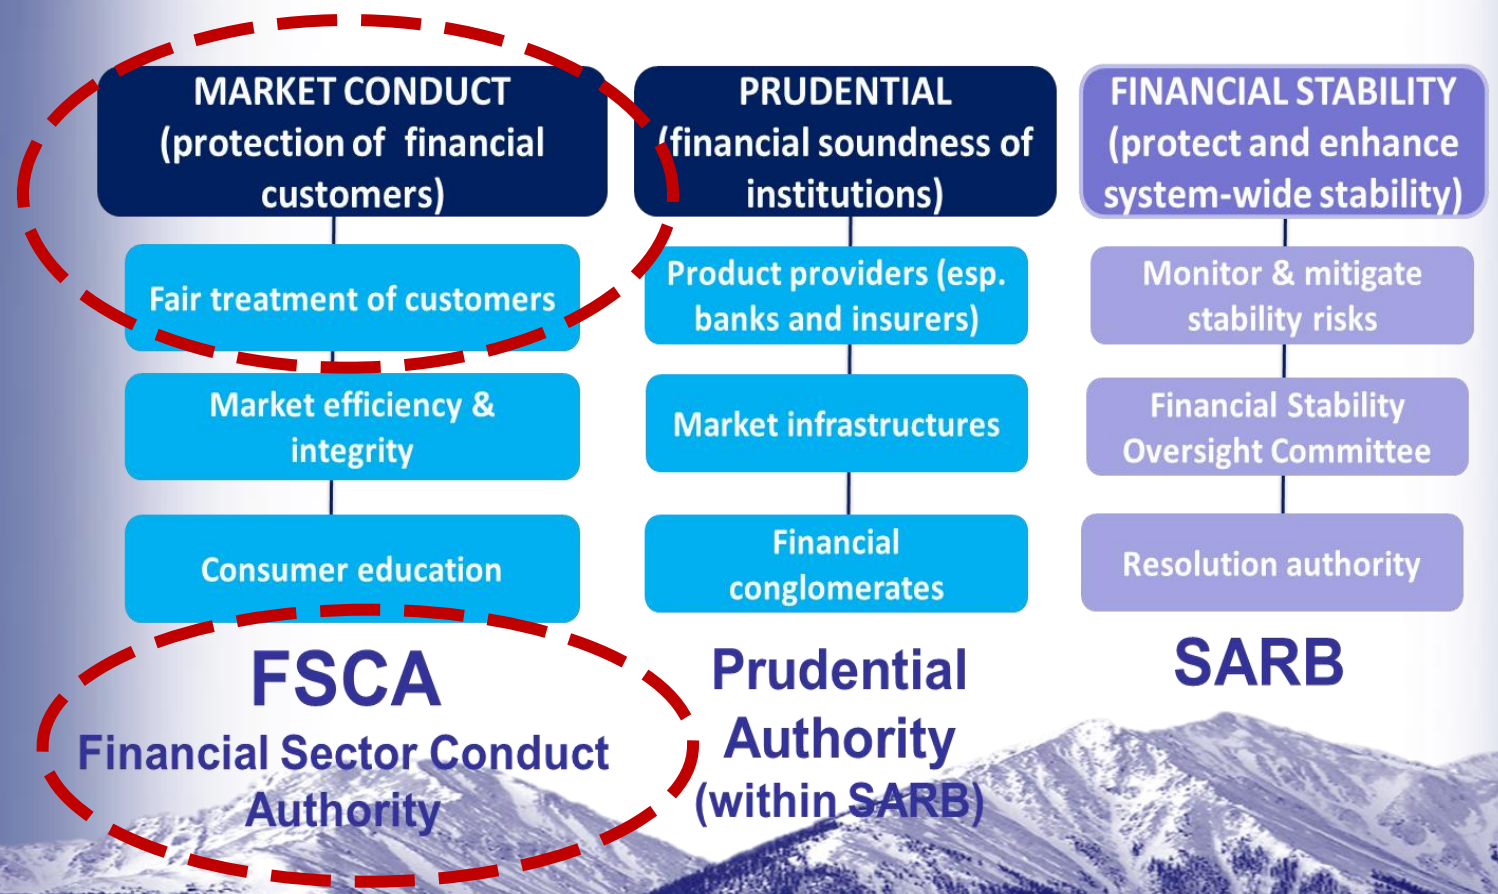 MARKET CONDUCT
(protection of financial
customers)
Fair treatment of customers
Market efficiency &
integrity
Consumer education
FSCA
Financial Sector Conduct
Authority
PRUDENTIAL
(financial soundness of
institutions)
Product providers (esp.
banks and insurers)
Market infrastructures
Financial
conglomerates
Prudential
Authority
(within SARB)
FINANCIAL STABILITY
(protect and enhance
system-wide stability)
Monitor & mitigate
stability risks
Financial Stability
Oversight Committee
Resolution authority
SARB